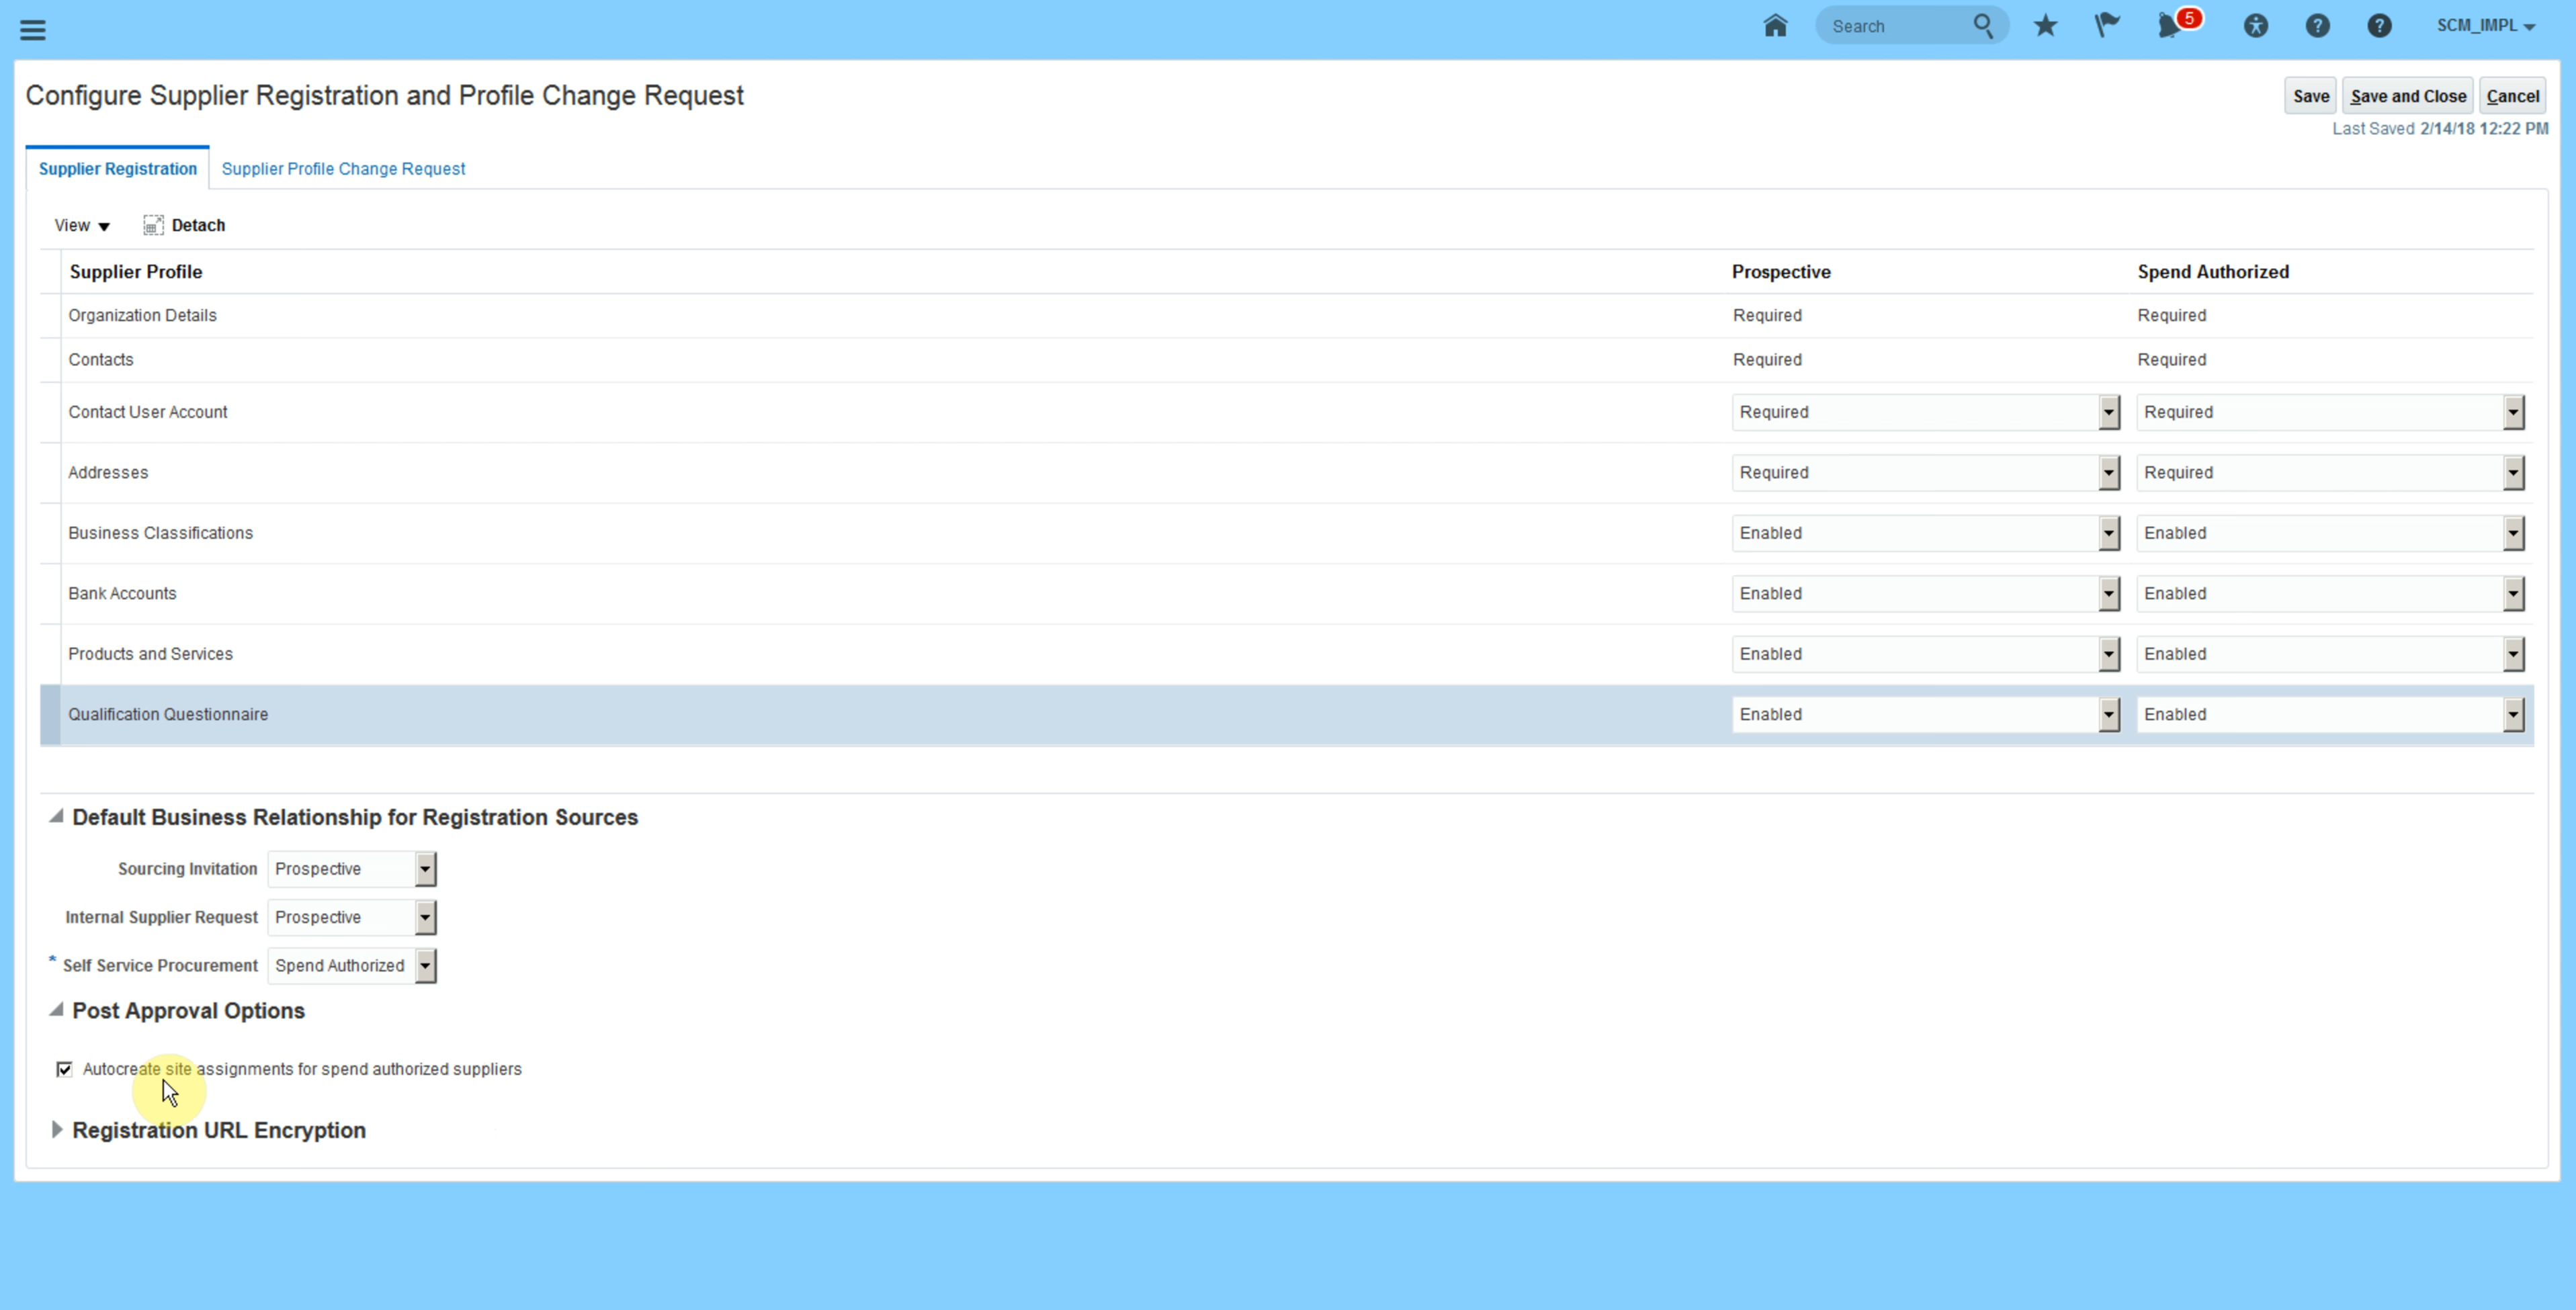 Search
5
SCM_IMPL
Configure Supplier Registration and Profile Change Request
Save Save and Close Cancel
Last Saved 2/14/18 12:22 PM
Supplier Registration Supplier Profile Change Request
View Detach
Supplier Profile Prospective Spend Authorized
Organization Details Required Required
Contacts Required Required
Contact User Account Required Required
Addresses Required Required
Business Classifications Enabled Enabled
Bank Accounts Enabled Enabled
Products and Services Enabled Enabled
Qualification Questionnaire Enabled Enabled
Default Business Relationship for Registration Sources
Sourcing Invitation Prospective
Internal Supplier Request Prospective
* Self Service Procurement Spend Authorized
Post Approval Options
Autocreate site assignments for spend authorized suppliers
Registration URL Encryption